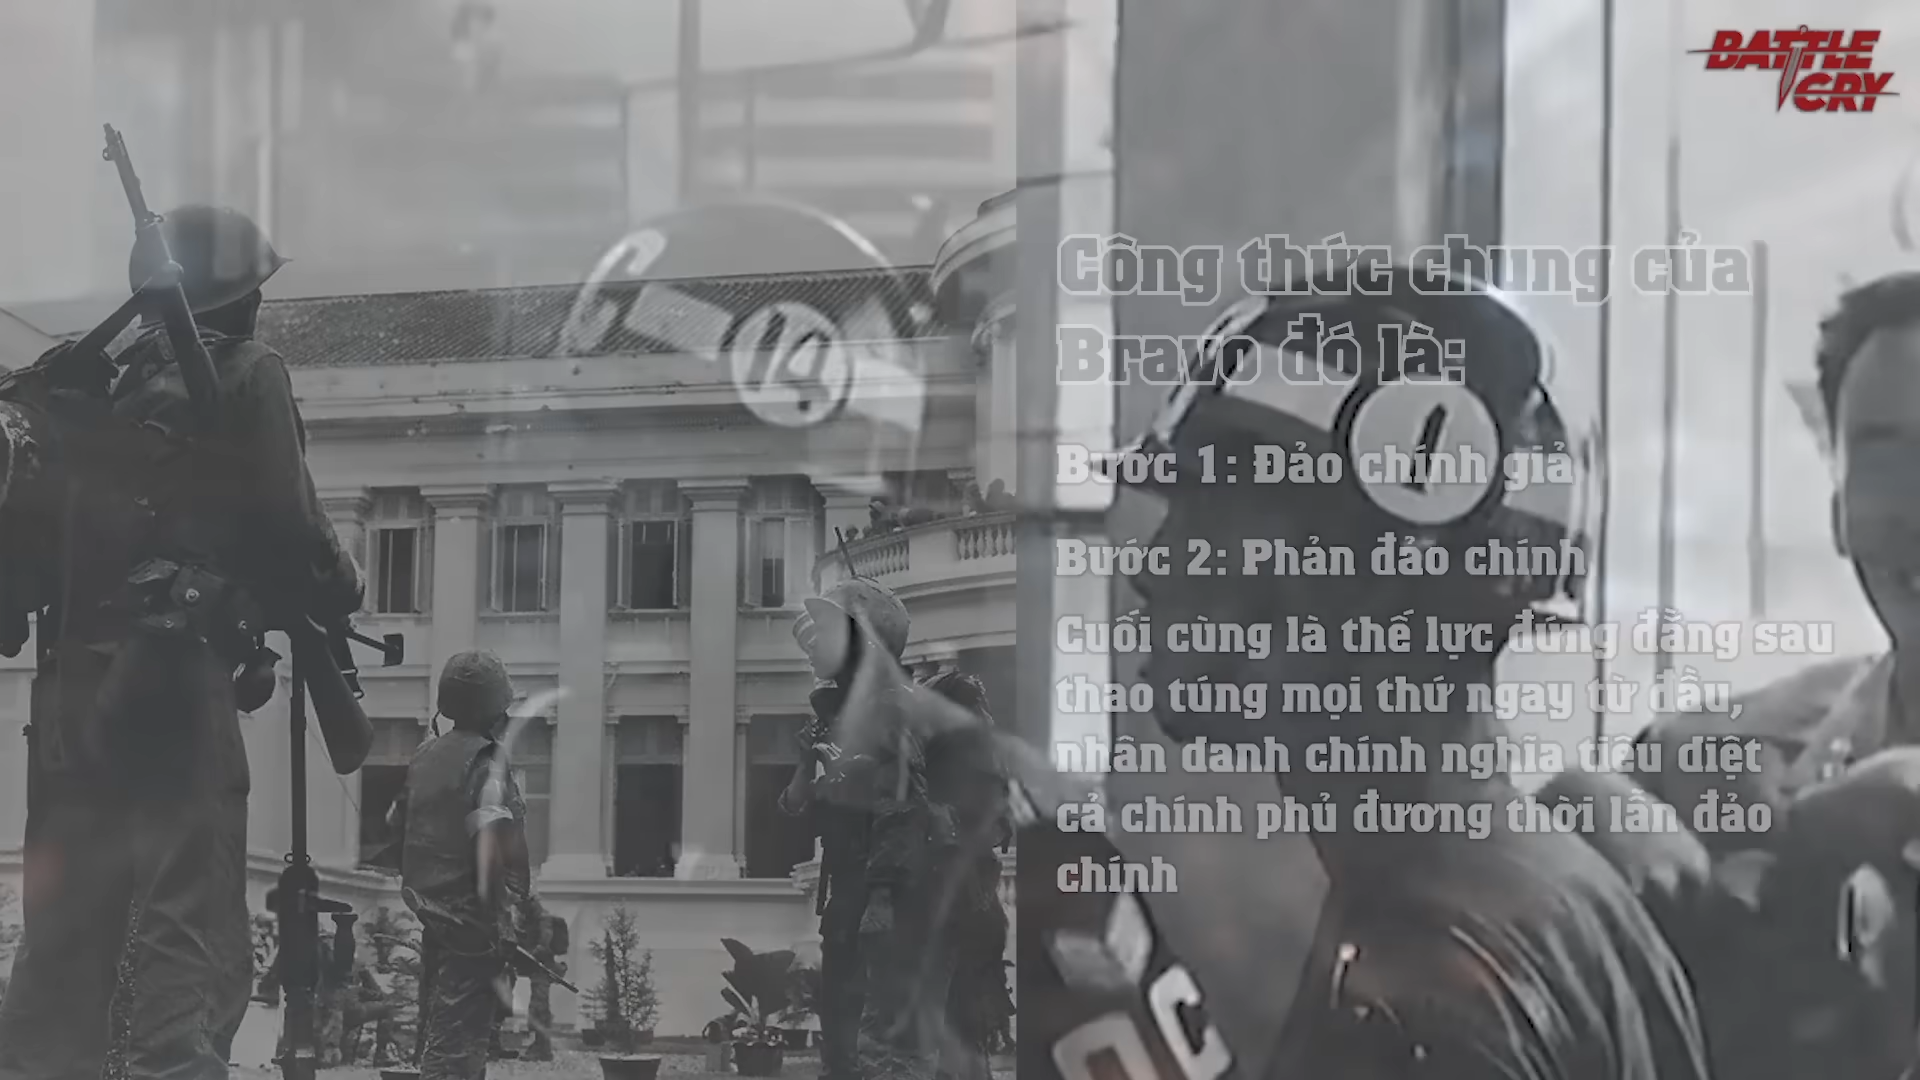 BATTLE
CRY
14
Công thức chung của
Bravo đó là:
1
Bước 1: Đảo chính giả
Bước 2: Phản đảo chính
Cuối cùng là thế lực đứng đằng sau
thao túng mọi thứ ngay từ đầu,
nhân danh chính nghĩa tiêu diệt
cả chính phủ đương thời lẫn đảo
chính
C